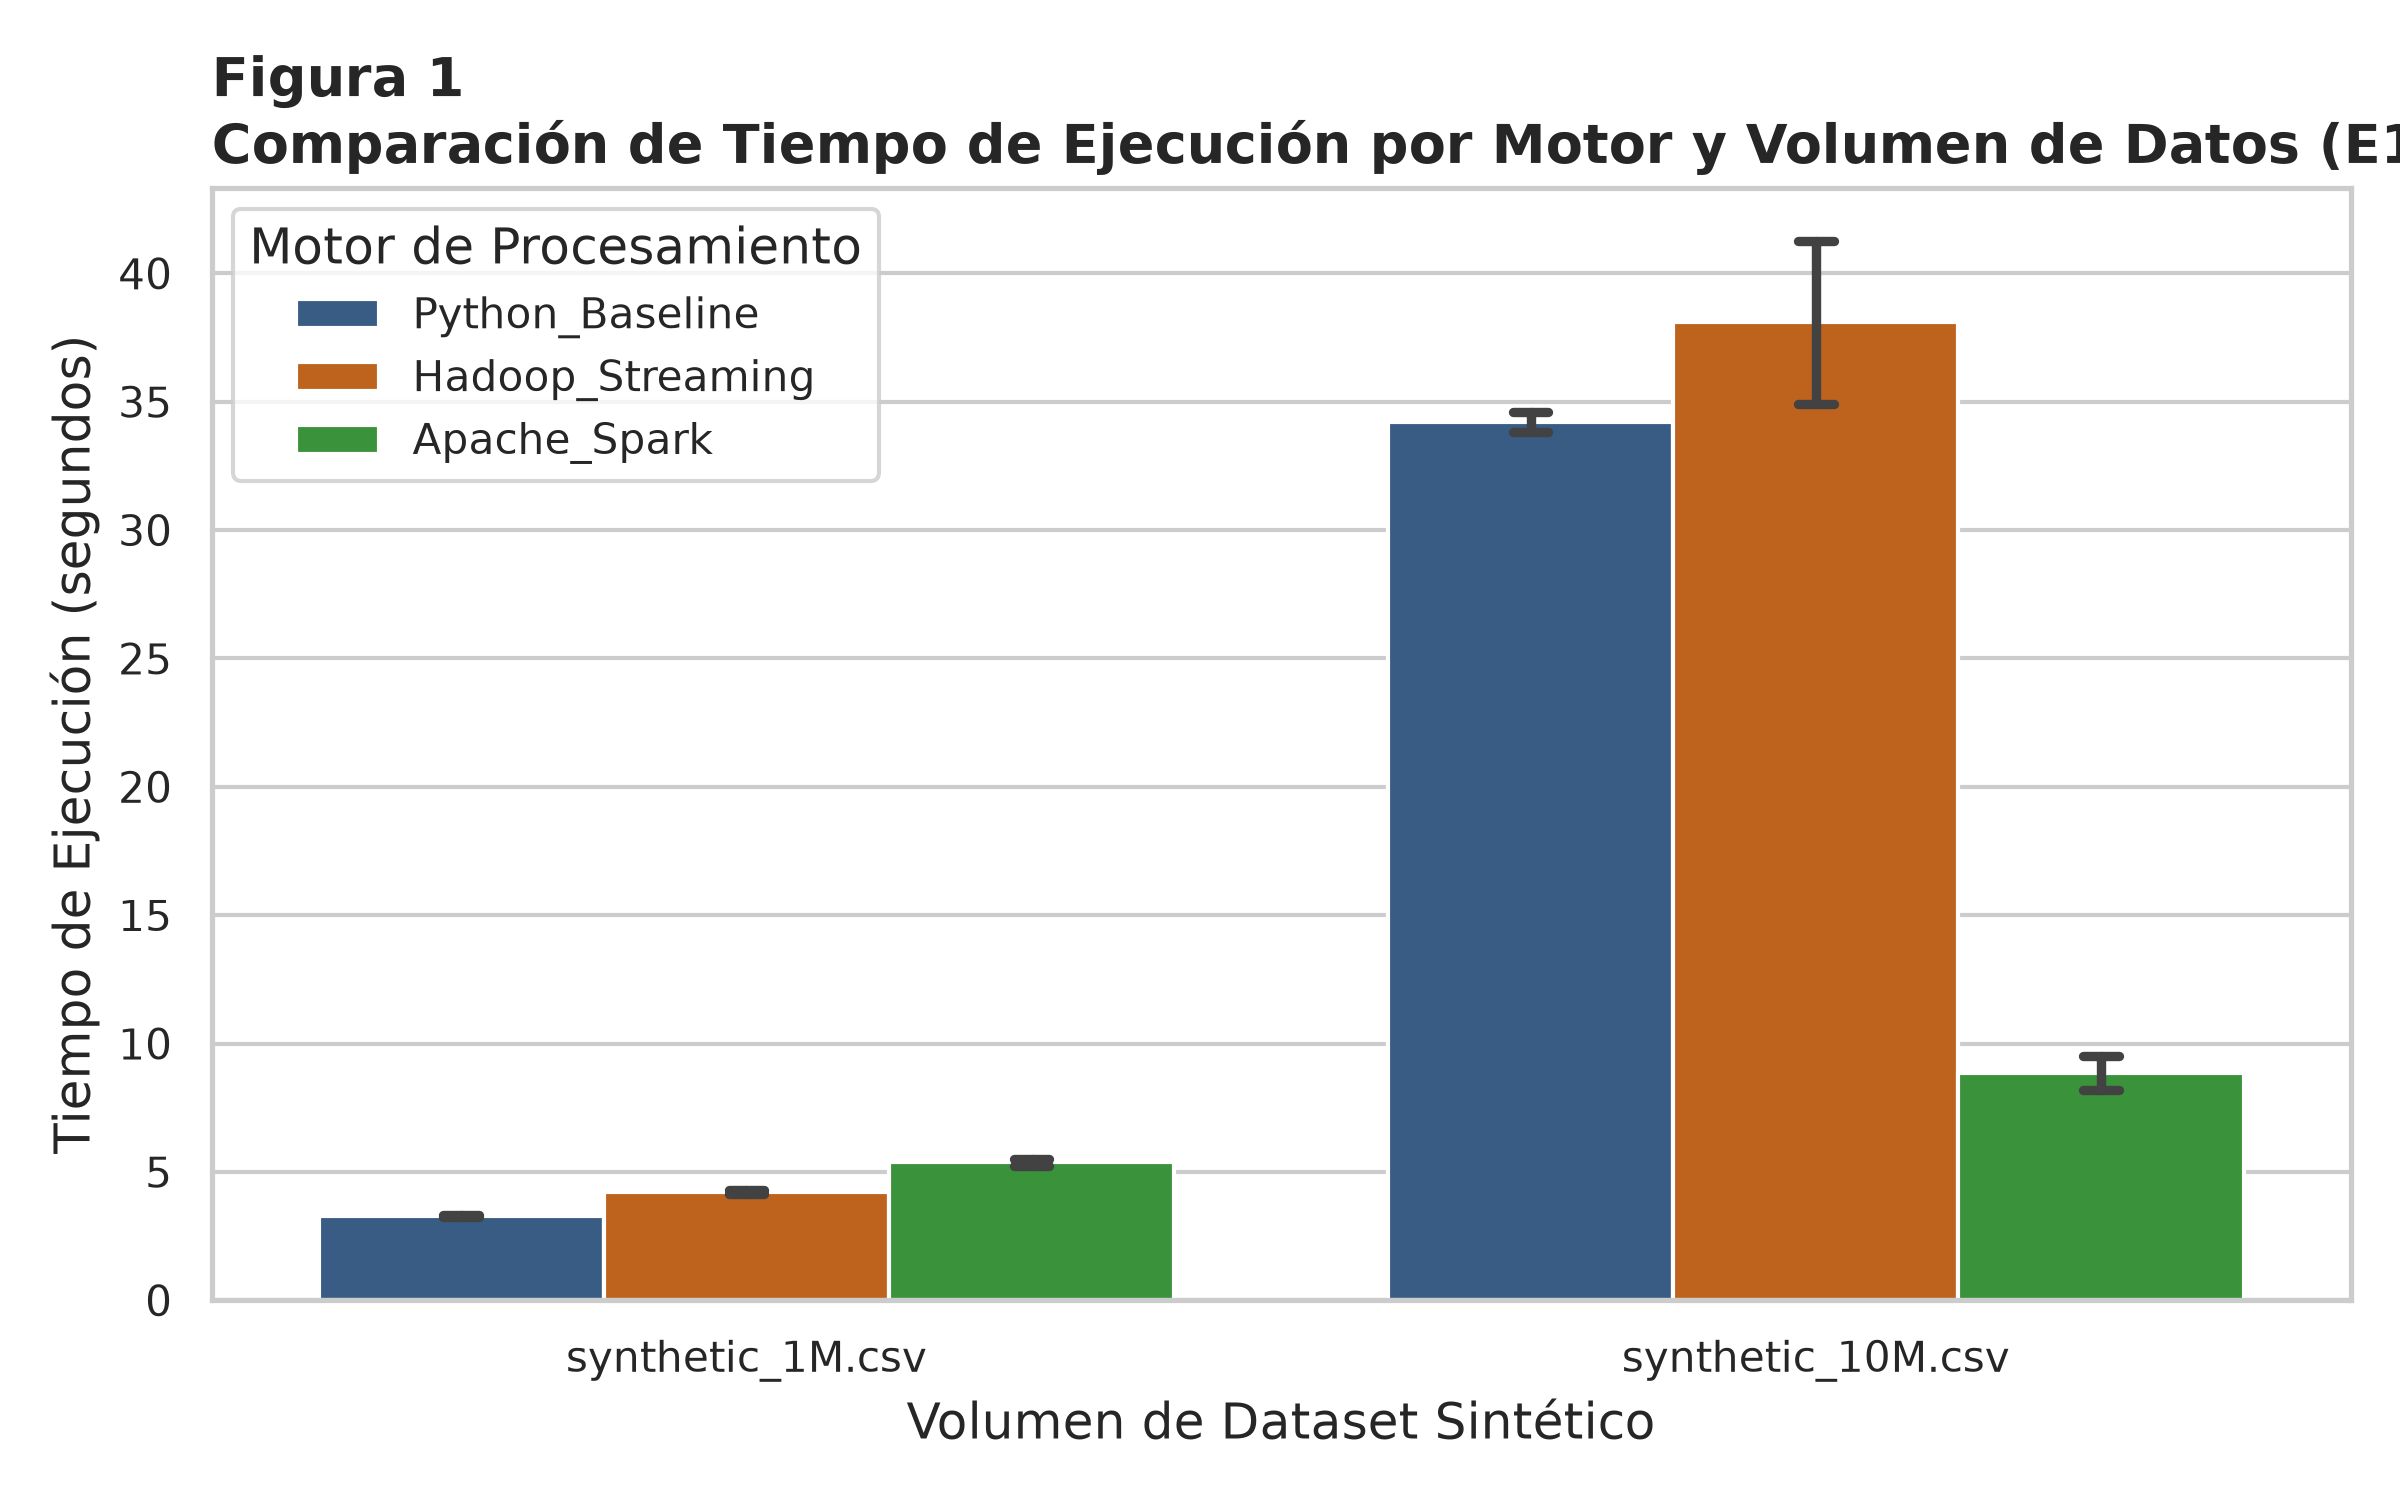 Figura 1
Comparación de Tiempo de Ejecución por Motor y Volumen de Datos (E1
Motor de Procesamiento
Python_Baseline
Hadoop_Streaming
Apache_Spark
Tiempo de Ejecución (segundos)
40
35
30
25
20
15
10
5
0
synthetic_1M.csv
synthetic_10M.csv
Volumen de Dataset Sintético